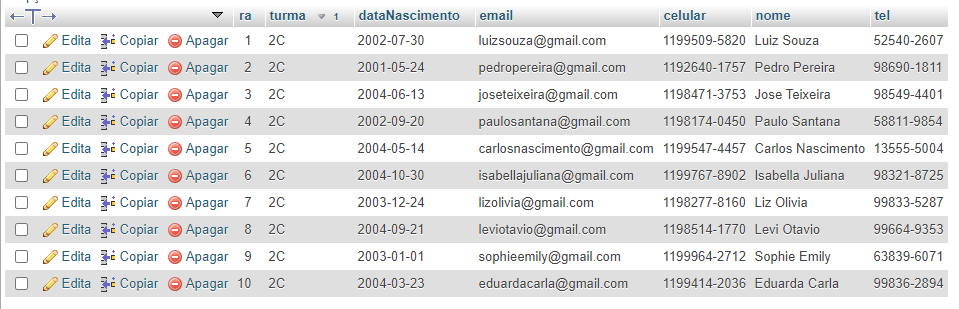 ra turma 1 dataNascimento email celular nome tel
Edita Copiar Apagar 1 2C 2002-07-30 luizsouza@gmail.com 1199509-5820 Luiz Souza 52540-2607
Edita Copiar Apagar 2 2C 2001-05-24 pedropereira@gmail.com 1192640-1757 Pedro Pereira 98690-1811
Edita Copiar Apagar 3 2C 2004-06-13 joseteixeira@gmail.com 1198471-3753 Jose Teixeira 98549-4401
Edita Copiar Apagar 4 2C 2002-09-20 paulosantana@gmail.com 1198174-0450 Paulo Santana 58811-9854
Edita Copiar Apagar 5 2C 2004-05-14 carlosnascimento@gmail.com 1199547-4457 Carlos Nascimento 13555-5004
Edita Copiar Apagar 6 2C 2004-10-30 isabellajuliana@gmail.com 1199767-8902 Isabella Juliana 98321-8725
Edita Copiar Apagar 7 2C 2003-12-24 lizolivia@gmail.com 1198277-8160 Liz Olivia 99833-5287
Edita Copiar Apagar 8 2C 2004-09-21 leviotavio@gmail.com 1198514-1770 Levi Otavio 99664-9353
Edita Copiar Apagar 9 2C 2003-01-01 sophieemily@gmail.com 1199964-2712 Sophie Emily 63839-6071
Edita Copiar Apagar 10 2C 2004-03-23 eduardacarla@gmail.com 1199414-2036 Eduarda Carla 99836-2894